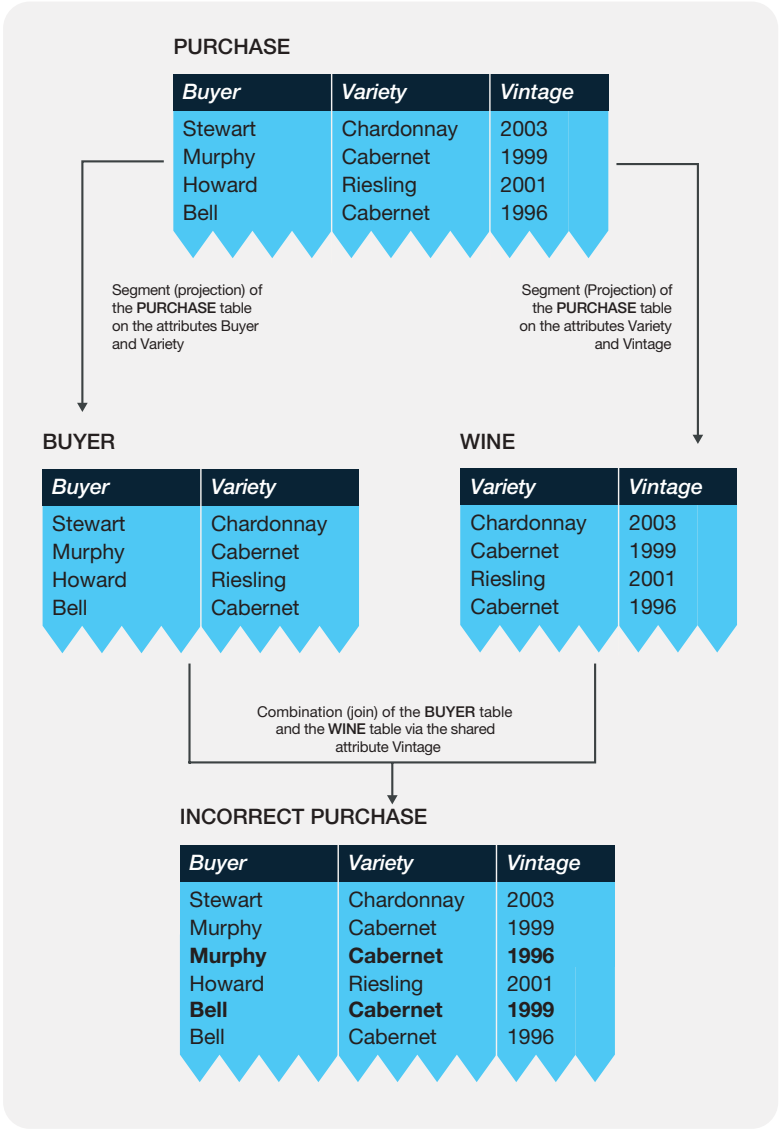 PURCHASE
Buyer Variety Vintage
Stewart Chardonnay 2003
Murphy Cabernet 1999
Howard Riesling 2001
Bell Cabernet 1996
Segment (projection) of
the PURCHASE table
on the attributes Buyer
and Variety
Segment (Projection) of
the PURCHASE table
on the attributes Variety
and Vintage
BUYER
Buyer Variety
Stewart Chardonnay
Murphy Cabernet
Howard Riesling
Bell Cabernet
WINE
Variety Vintage
Chardonnay 2003
Cabernet 1999
Riesling 2001
Cabernet 1996
Combination (join) of the BUYER table
and the WINE table via the shared
attribute Vintage
INCORRECT PURCHASE
Buyer Variety Vintage
Stewart Chardonnay 2003
Murphy Cabernet 1999
Murphy Cabernet 1996
Howard Riesling 2001
Bell Cabernet 1999
Bell Cabernet 1996